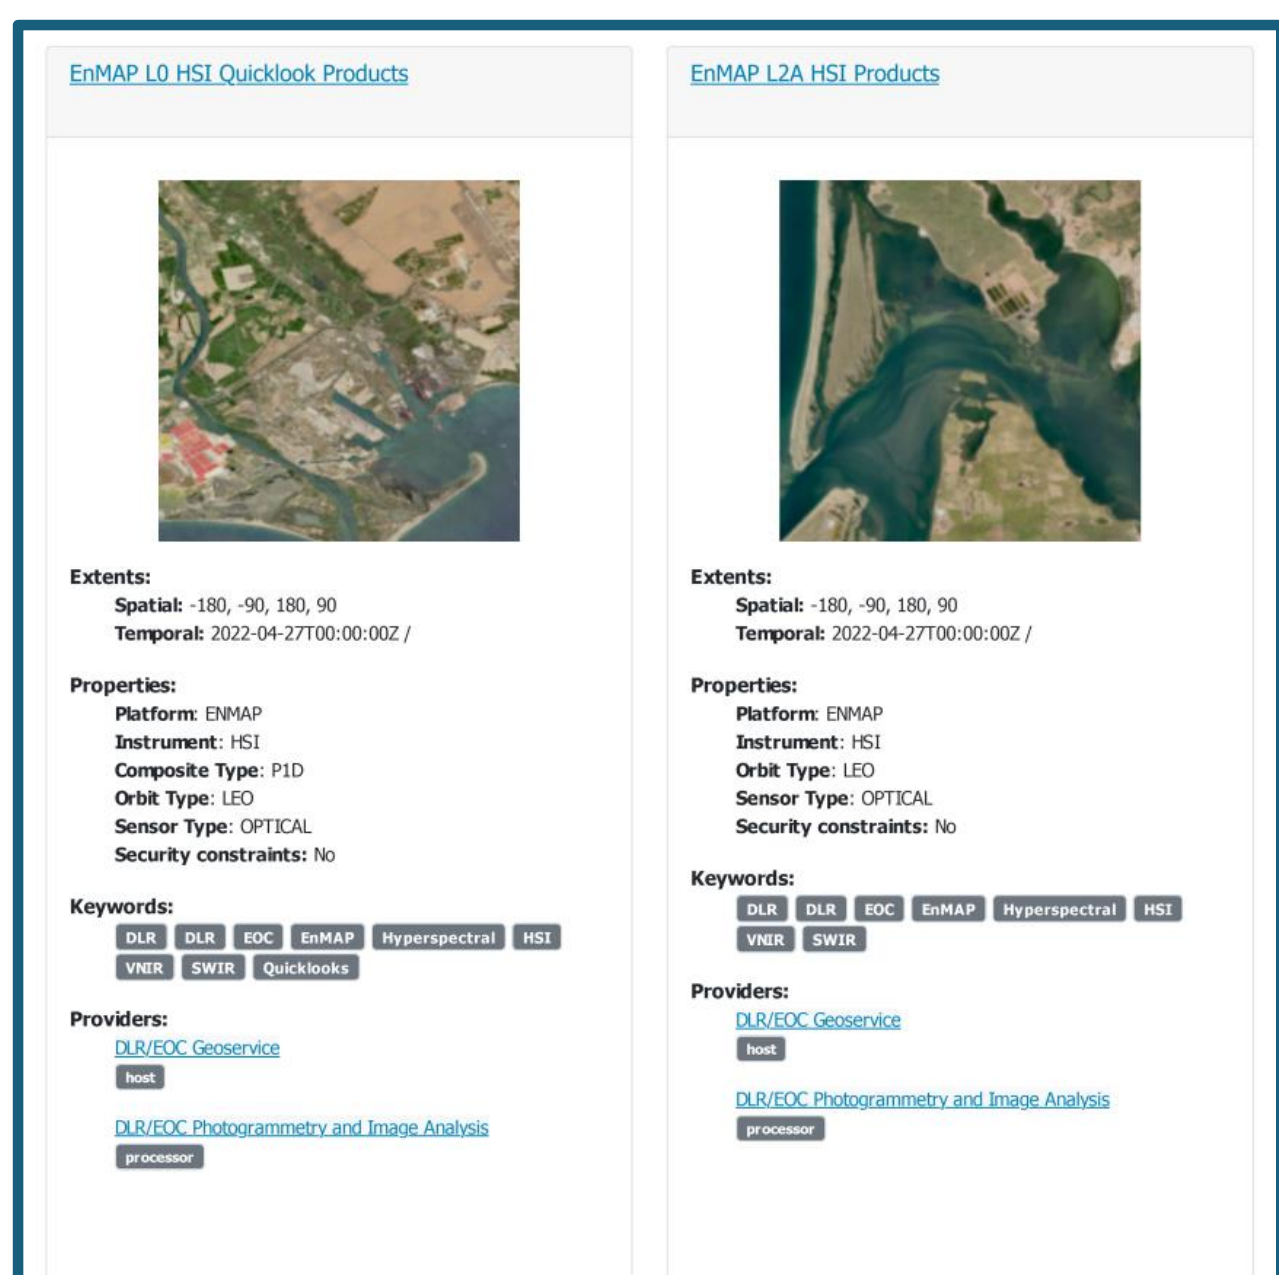 EnMAP L0 HSI Quicklook Products
Extents:
Spatial: -180, -90, 180, 90
Temporal: 2022-04-27T00:00:00Z /
Properties:
Platform: ENMAP
Instrument: HSI
Composite Type: P1D
Orbit Type: LEO
Sensor Type: OPTICAL
Security constraints: No
Keywords:
DLR DLR EOC EnMAP Hyperspectral HSI
VNIR SWIR Quicklooks
Providers:
DLR/EOC Geoservice
host
DLR/EOC Photogrammetry and Image Analysis
processor
EnMAP L2A HSI Products
Extents:
Spatial: -180, -90, 180, 90
Temporal: 2022-04-27T00:00:00Z /
Properties:
Platform: ENMAP
Instrument: HSI
Orbit Type: LEO
Sensor Type: OPTICAL
Security constraints: No
Keywords:
DLR DLR EOC EnMAP Hyperspectral HSI
VNIR SWIR
Providers:
DLR/EOC Geoservice
host
DLR/EOC Photogrammetry and Image Analysis
processor